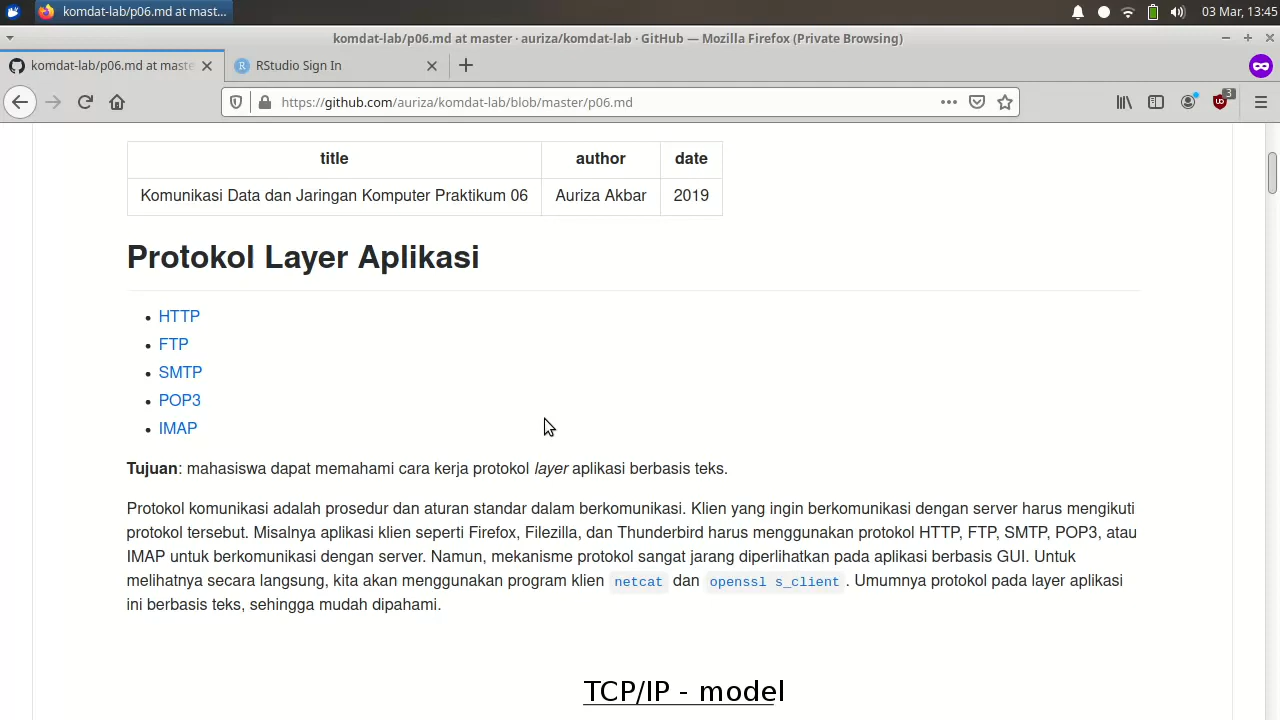 komdat-lab/p06.md at mast...
03 Mar, 13:45
komdat-lab/p06.md at master · auriza/komdat-lab · GitHub — Mozilla Firefox (Private Browsing)
komdat-lab/p06.md at maste
RStudio Sign In
https://github.com/auriza/komdat-lab/blob/master/p06.md
3
title author date
Komunikasi Data dan Jaringan Komputer Praktikum 06 Auriza Akbar 2019
Protokol Layer Aplikasi
• HTTP
• FTP
• SMTP
• POP3
• IMAP
Tujuan: mahasiswa dapat memahami cara kerja protokol layer aplikasi berbasis teks.
Protokol komunikasi adalah prosedur dan aturan standar dalam berkomunikasi. Klien yang ingin berkomunikasi dengan server harus mengikuti
protokol tersebut. Misalnya aplikasi klien seperti Firefox, Filezilla, dan Thunderbird harus menggunakan protokol HTTP, FTP, SMTP, POP3, atau
IMAP untuk berkomunikasi dengan server. Namun, mekanisme protokol sangat jarang diperlihatkan pada aplikasi berbasis GUI. Untuk
melihatnya secara langsung, kita akan menggunakan program klien netcat dan openssl s_client. Umumnya protokol pada layer aplikasi
ini berbasis teks, sehingga mudah dipahami.
TCP/IP - model